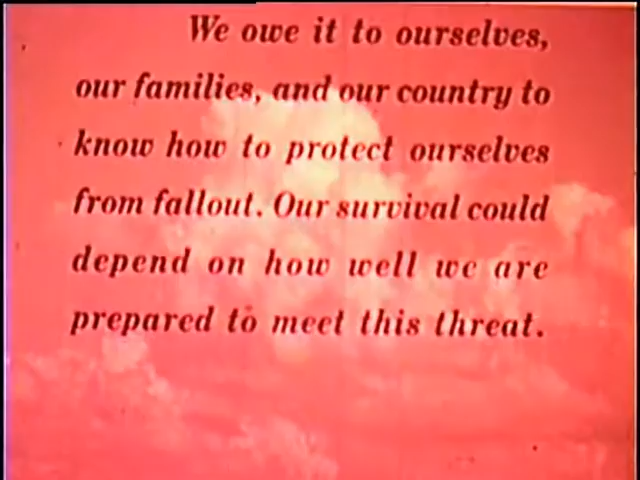 We owe it to ourselves,
our families, and our country to
know how to protect ourselves
from fallout. Our survival could
depend on how well we are
prepared to meet this threat.